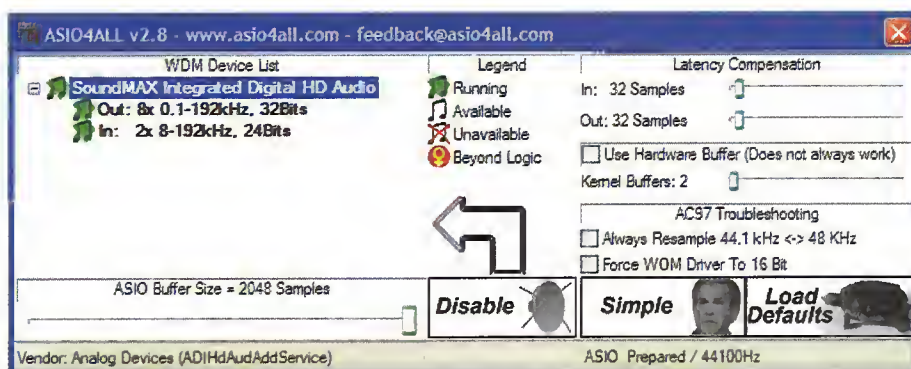 ASIO4ALL v2.8 - www.asio4all.com - feedback@asio4all.com
WDM Device List
SoundMAX Integrated Digital HD Audio
Out: 8x 0.1-192kHz, 32Bits
In: 2x 8-192kHz, 24Bits
ASIO Buffer Size = 2048 Samples
Legend
Running
Available
Unavailable
Beyond Logic
Disable
Latency Compensation
In: 32 Samples
Out: 32 Samples
Use Hardware Buffer (Does not always work)
Kernel Buffers: 2
AC97 Troubleshooting
Always Resample 44.1 kHz <-> 48 KHz
Force WDM Driver To 16 Bit
Simple
Load
Defaults
Vendor: Analog Devices (ADIHdAudAddService)
ASIO Prepared / 44100Hz